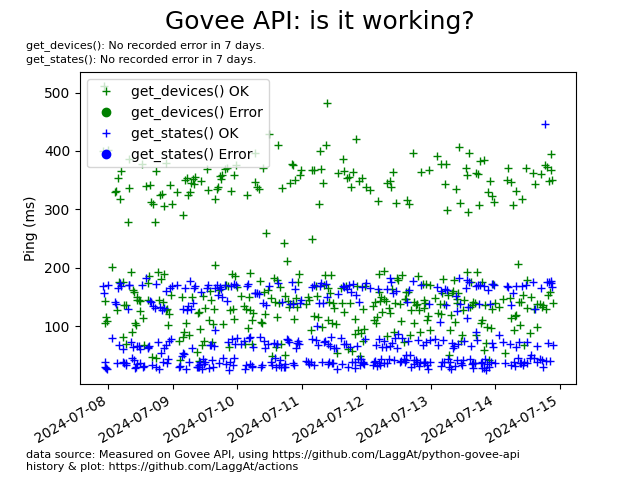 Govee API: is it working?
get_devices(): No recorded error in 7 days.
get_states(): No recorded error in 7 days.
get_devices() OK
get_devices() Error
get_states() OK
get_states() Error
Ping (ms)
500
400
300
200
100
2024-07-08
2024-07-09
2024-07-10
2024-07-11
2024-07-12
2024-07-13
2024-07-14
2024-07-15
data source: Measured on Govee API, using https://github.com/LaggAt/python-govee-api
history & plot: https://github.com/LaggAt/actions